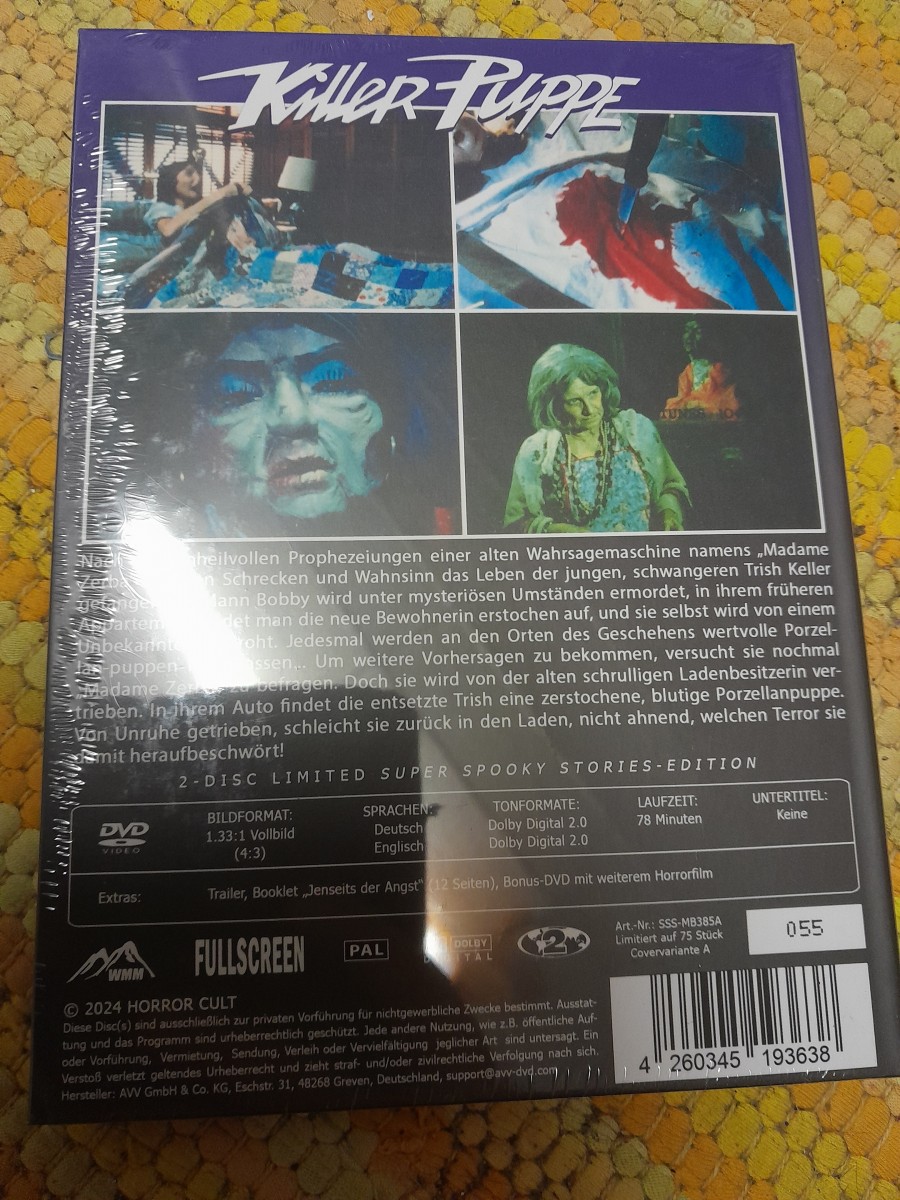 Killer Puppe
TUNES 10¢
Nach heilvollen Prophezeiungen einer alten Wahrsagemaschine namens „Madame
Schrecken und Wahnsinn das Leben der jungen, schwangeren Trish Keller
gefangen Mann Bobby wird unter mysteriösen Umständen ermordet, in ihrem früheren
det man die neue Bewohnerin erstochen auf, und sie selbst wird von einem
Unbekannte oht. Jedesmal werden an den Orten des Geschehens wertvolle Porzel-
lan-puppen assen... Um weitere Vorhersagen zu bekommen, versucht sie nochmal
„Madame zu befragen. Doch sie wird von der alten schrulligen Ladenbesitzerin ver-
trieben. In ihrem Auto findet die entsetzte Trish eine zerstochene, blutige Porzellanpuppe.
Von Unruhe getrieben, schleicht sie zurück in den Laden, nicht ahnend, welchen Terror sie
damit heraufbeschwört!
2-DISC LIMITED SUPER SPOOKY STORIES-EDITION
DVD VIDEO
BILDFORMAT:
1.33:1 Vollbild
(4:3)
SPRACHEN:
Deutsch
Englisch
TONFORMATE:
Dolby Digital 2.0
Dolby Digital 2.0
LAUFZEIT:
78 Minuten
UNTERTITEL:
Keine
Extras:
Trailer, Booklet „Jenseits der Angst“ (12 Seiten), Bonus-DVD mit weiterem Horrorfilm
WMM
FULLSCREEN
PAL
DOLBY
DIGITAL
2
Art-Nr.: SSS-MB385A
Limitiert auf 75 Stück
Covervariante A
055
© 2024 HORROR CULT
Diese Disc(s) sind ausschließlich zur privaten Vorführung für nichtgewerbliche Zwecke bestimmt. Ausstat-
tung und das Programm sind urheberrechtlich geschützt. Jede andere Nutzung, wie z.B. öffentliche Auf-
oder Vorführung, Vermietung, Sendung, Verleih oder Vervielfältigung jeglicher Art sind untersagt. Ein
Verstoß verletzt geltendes Urheberrecht und zieht straf- und/oder zivilrechtliche Verfolgung nach sich.
Hersteller: AVV GmbH & Co. KG, Eschstr. 31, 48268 Greven, Deutschland, support@avv-dvd.com
4 260345 193638